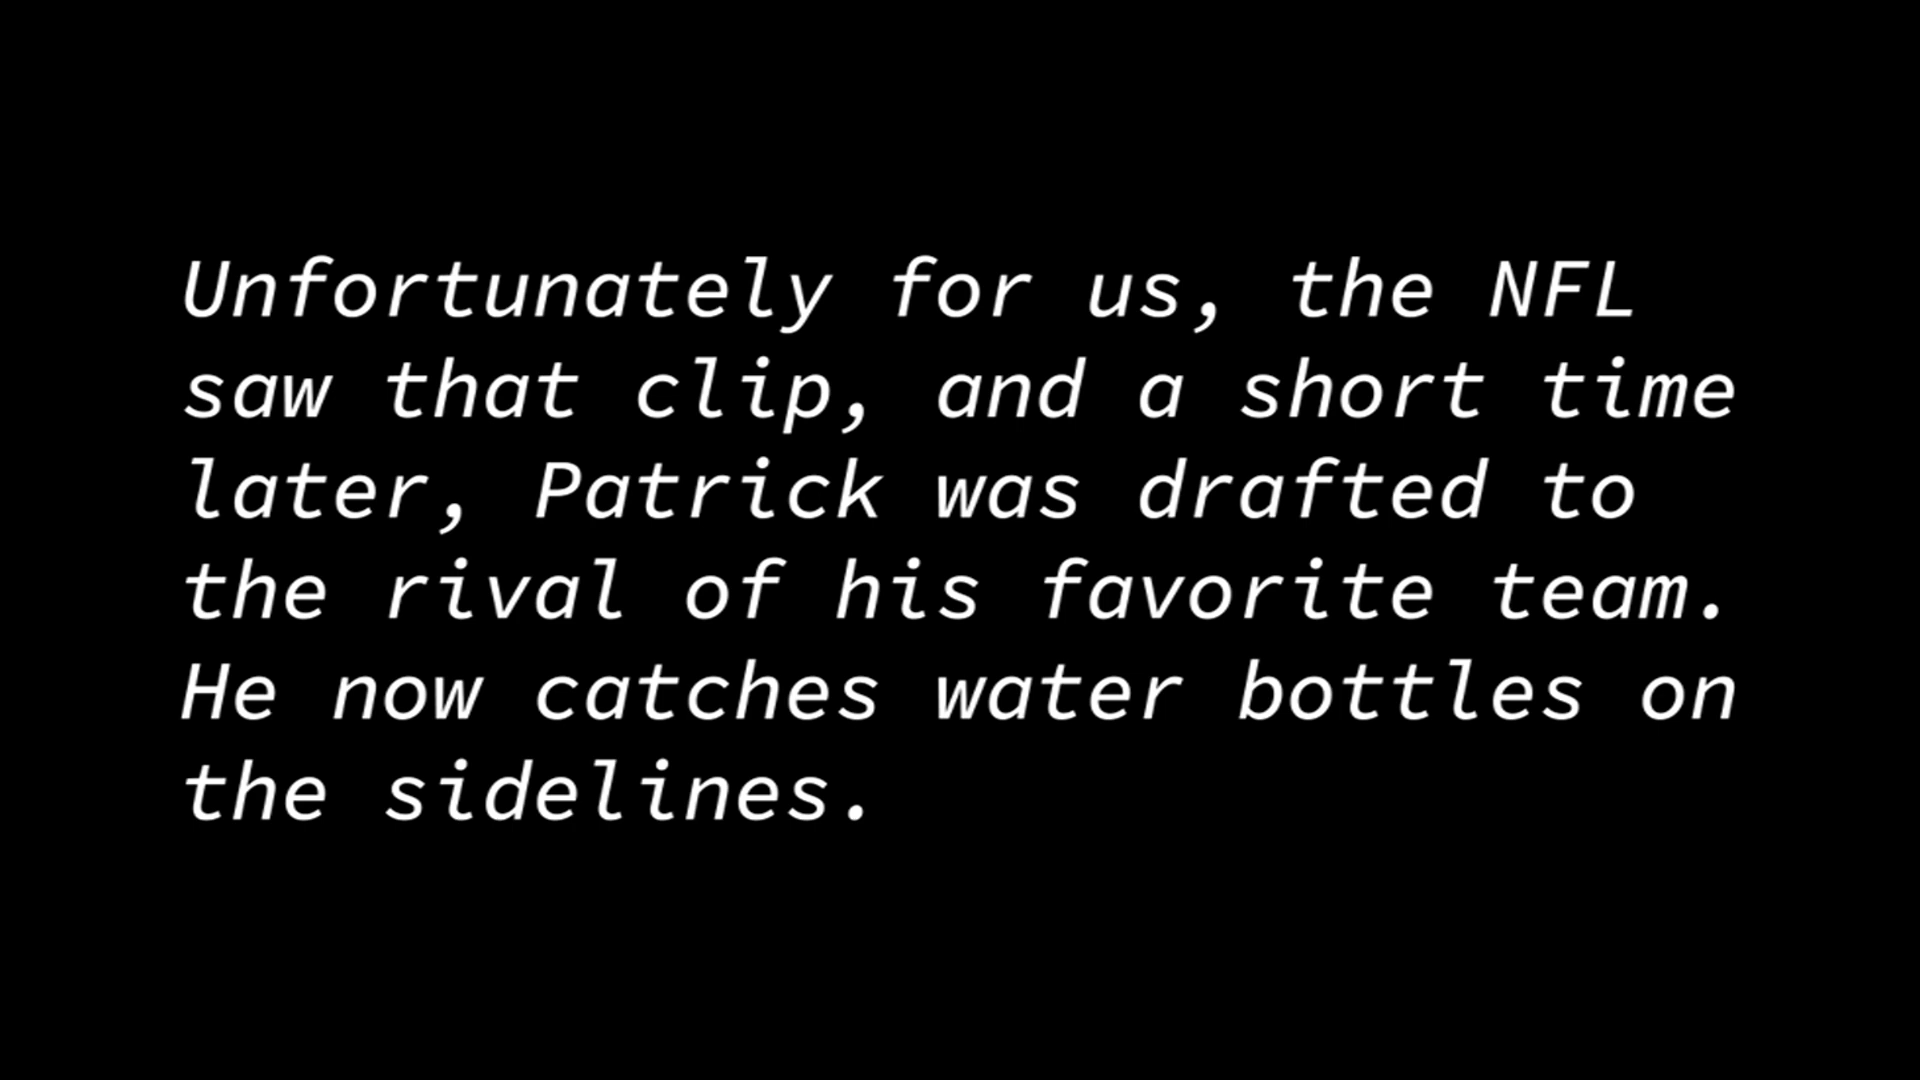 Unfortunately for us, the NFL
saw that clip, and a short time
later, Patrick was drafted to
the rival of his favorite team.
He now catches water bottles on
the sidelines.